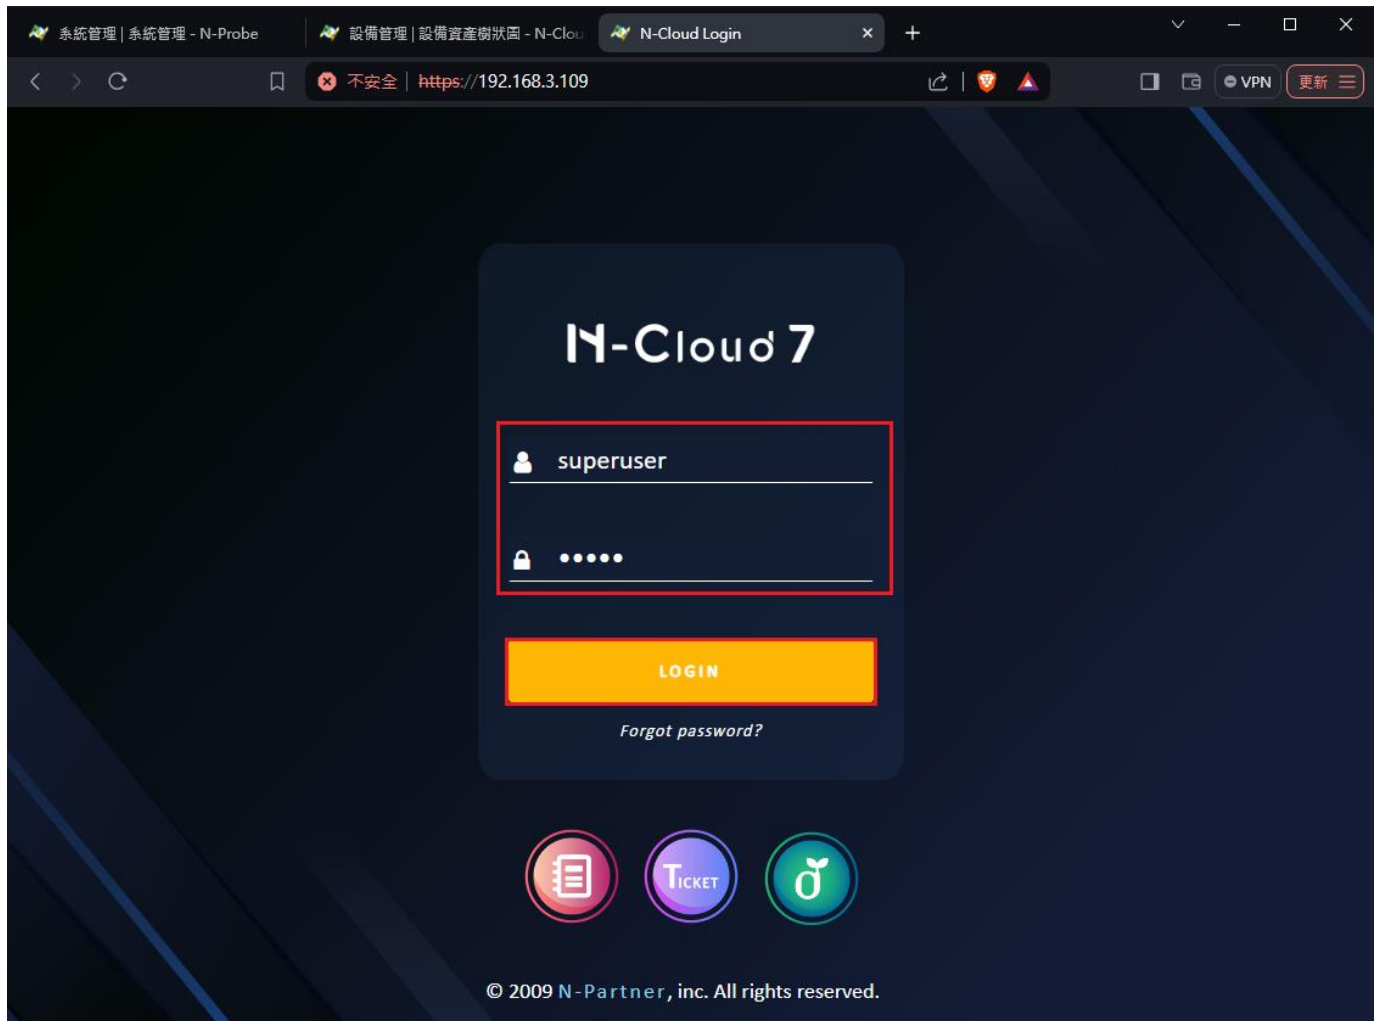 系統管理 | 系統管理 - N-Probe
設備管理 | 設備資產樹狀圖 - N-Clou
N-Cloud Login
不安全 | https://192.168.3.109
VPN
更新
N-Cloud 7
superuser
•••••
LOGIN
Forgot password?
TICKET
© 2009 N-Partner, inc. All rights reserved.